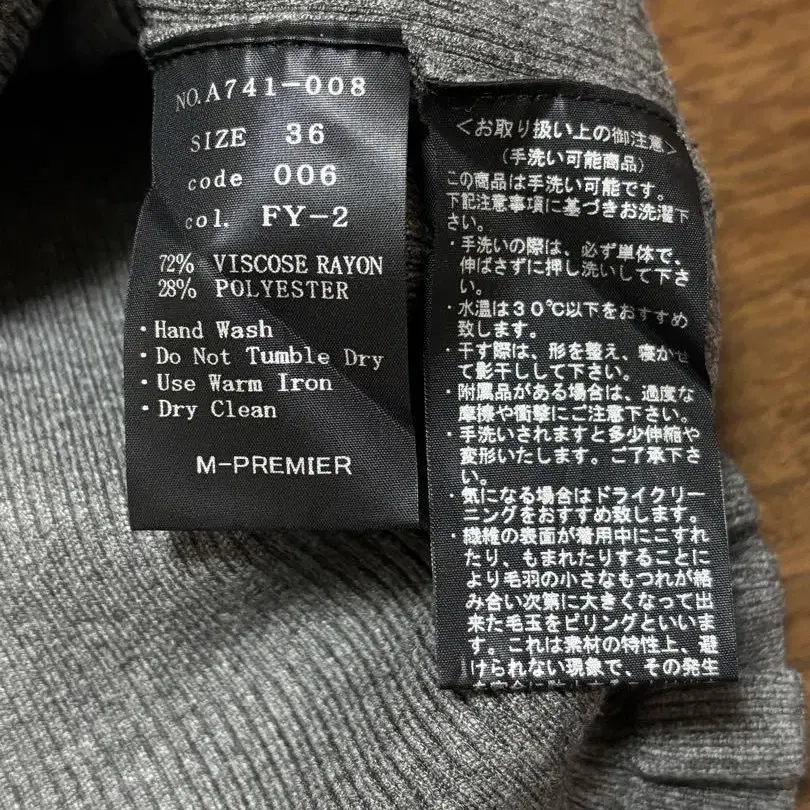 NO.A741-008
SIZE 36
code 006
col. FY-2
72% VISCOSE RAYON
28% POLYESTER
・Hand Wash
・Do Not Tumble Dry
・Use Warm Iron
・Dry Clean
M-PREMIER
＜お取り扱い上の御注意＞
(手洗い可能商品)
この商品は手洗い可能です。
下記注意事項に基づきお洗濯下
さい。
・手洗いの際は、必ず単体で、
伸ばさずに押し洗いして下さ
い。
・水温は３０℃以下をおすすめ
致します。
・干す際は、形を整え、寝かせ
て影干しして下さい。
・附属品がある場合は、過度な
摩擦や衝撃にご注意下さい。
・手洗いされますと多少伸縮や
変形いたします。ご了承下さ
い。
・気になる場合はドライクリー
ニングをおすすめ致します。
・繊維の表面が着用中にこすれ
たり、もまれたりすることに
より毛羽の小さなもつれが絡
み合い次第に大きくなって出
来た毛玉をピリングといいま
す。これは素材の特性上、避
けられない現象で、その発生